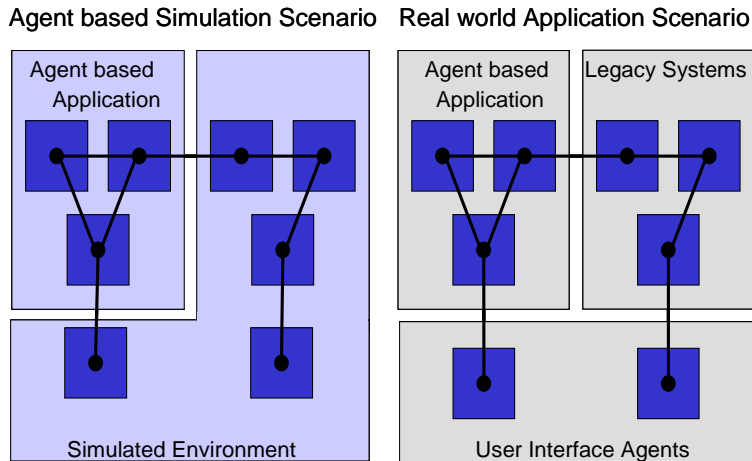 Agent based Simulation Scenario
Agent based
Application
Simulated Environment
Real world Application Scenario
Agent based
Application
Legacy Systems
User Interface Agents